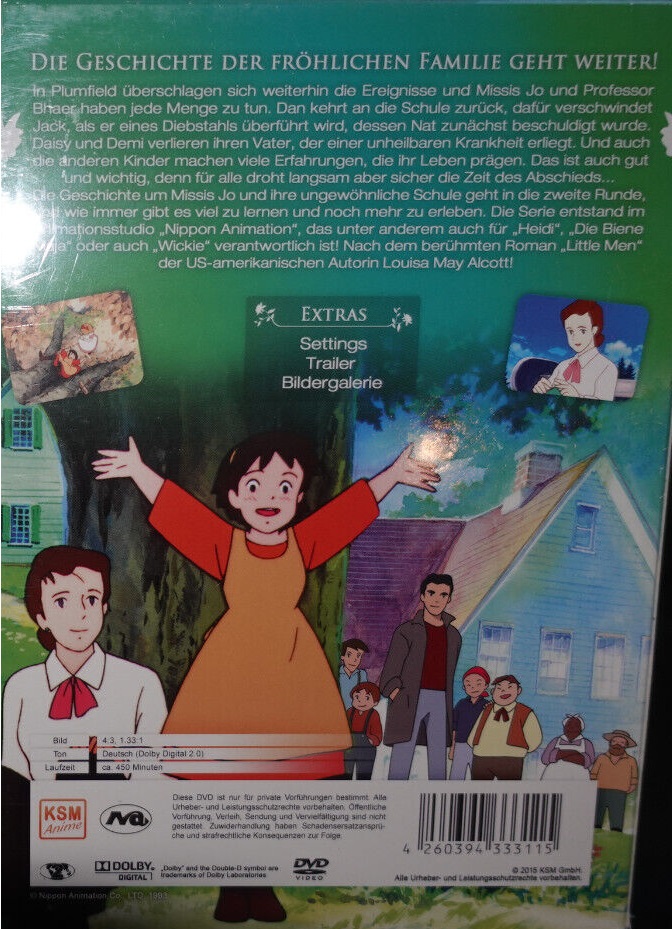 DIE GESCHICHTE DER FRÖHLICHEN FAMILIE GEHT WEITER!
In Plumfield überschlagen sich weiterhin die Ereignisse und Missis Jo und Professor
Bhaer haben jede Menge zu tun. Dan kehrt an die Schule zurück, dafür verschwindet
Jack, als er eines Diebstahls überführt wird, dessen Nat zunächst beschuldigt wurde.
Daisy und Demi verlieren ihren Vater, der einer unheilbaren Krankheit erliegt. Und auch
die anderen Kinder machen viele Erfahrungen, die ihr Leben prägen. Das ist auch gut
und wichtig, denn für alle droht langsam aber sicher die Zeit des Abschieds...
Die Geschichte um Missis Jo und ihre ungewöhnliche Schule geht in die zweite Runde,
wie immer gibt es viel zu lernen und noch mehr zu erleben. Die Serie entstand im
Animationsstudio „Nippon Animation", das unter anderem auch für „Heidi", „Die Biene
Maja" oder auch „Wickie" verantwortlich ist! Nach dem berühmten Roman „Little Men"
der US-amerikanischen Autorin Louisa May Alcott!
EXTRAS
Settings
Trailer
Bildergalerie
Bild 4:3, 1.33:1
Ton Deutsch (Dolby Digital 2.0)
Laufzeit ca. 450 Minuten
KSM
Anime
Diese DVD ist nur für private Vorführungen bestimmt. Alle
Urheber- und Leistungsschutzrechte vorbehalten. Öffentliche
Vorführung, Verleih, Sendung und Vervielfältigung sind nicht
gestattet. Zuwiderhandlung haben Schadensersatzansprü-
che und strafrechtliche Konsequenzen zur Folge.
4 260394 333115
DOLBY
DIGITAL
„Dolby" and the Double-D symbol are
trademarks of Dolby Laboratories.
DVD
VIDEO
© 2015 KSM GmbH.
Alle Urheber- und Leistungsschutzrechte vorbehalten.
© Nippon Animation Co., LTD. 1993